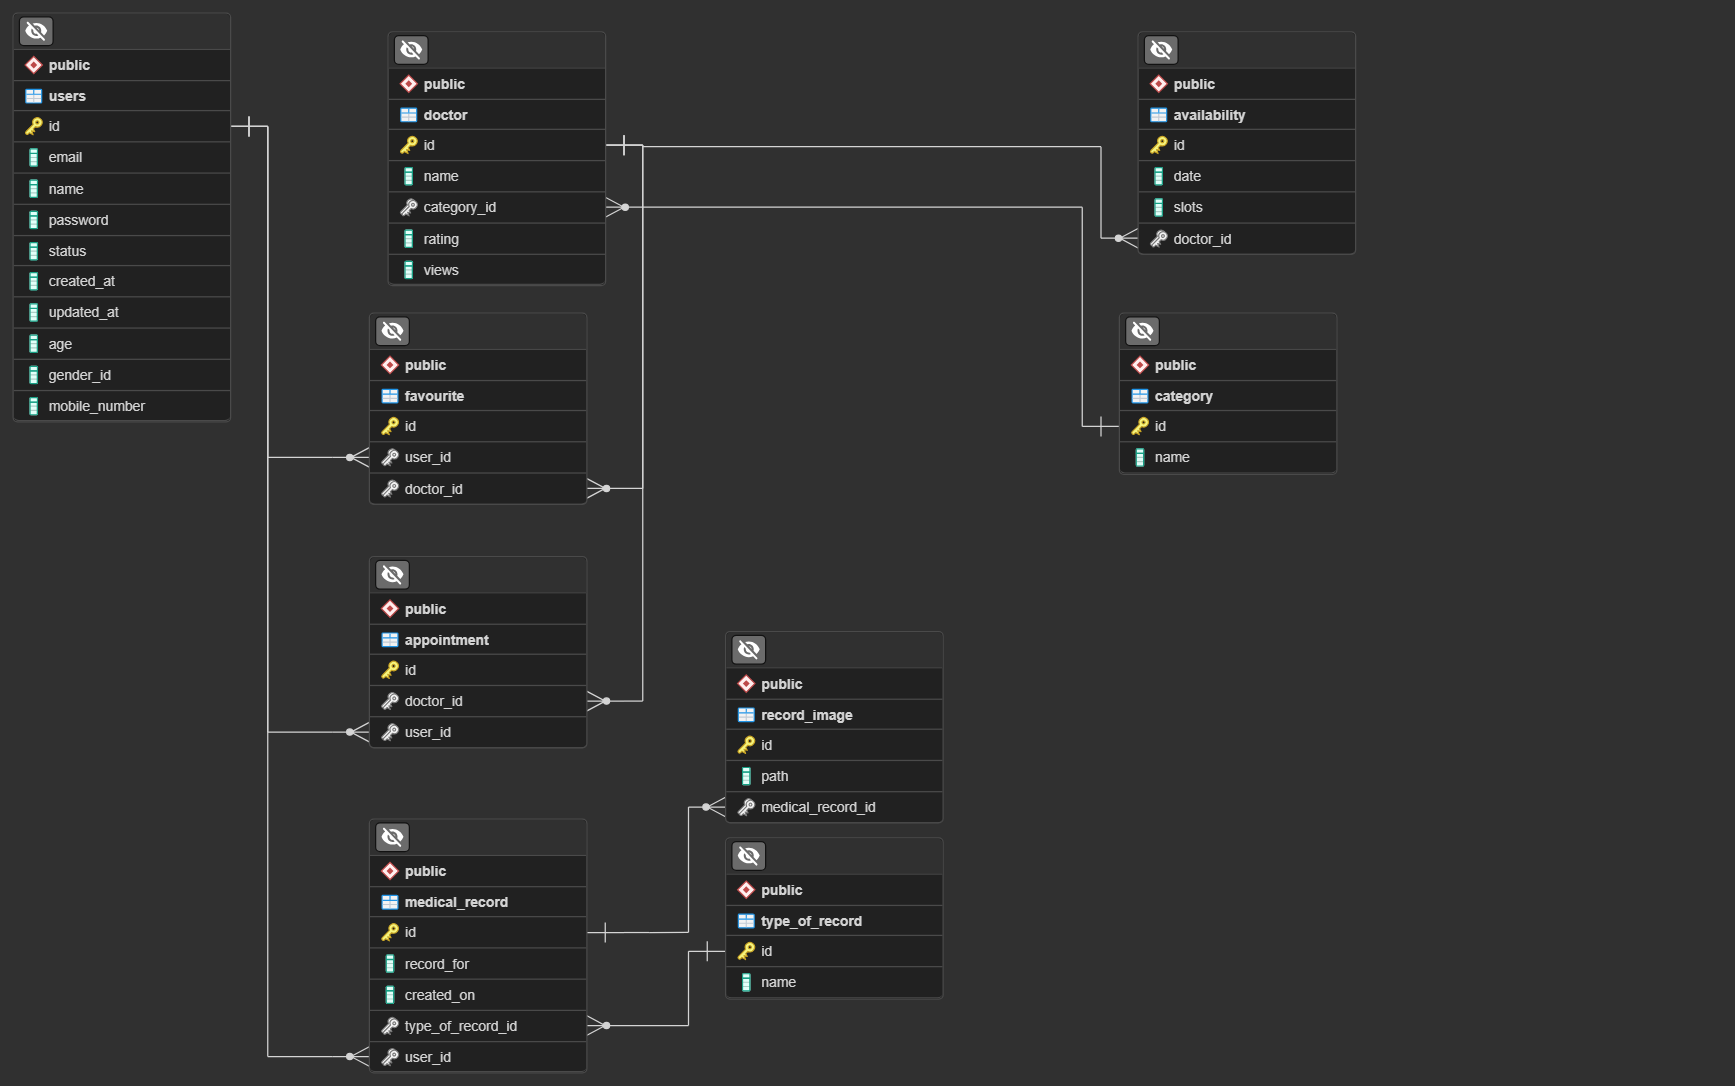 public
users
id
email
name
password
status
created_at
updated_at
age
gender_id
mobile_number
public
doctor
id
name
category_id
rating
views
public
availability
id
date
slots
doctor_id
public
favourite
id
user_id
doctor_id
public
category
id
name
public
appointment
id
doctor_id
user_id
public
record_image
id
path
medical_record_id
public
medical_record
id
record_for
created_on
type_of_record_id
user_id
public
type_of_record
id
name